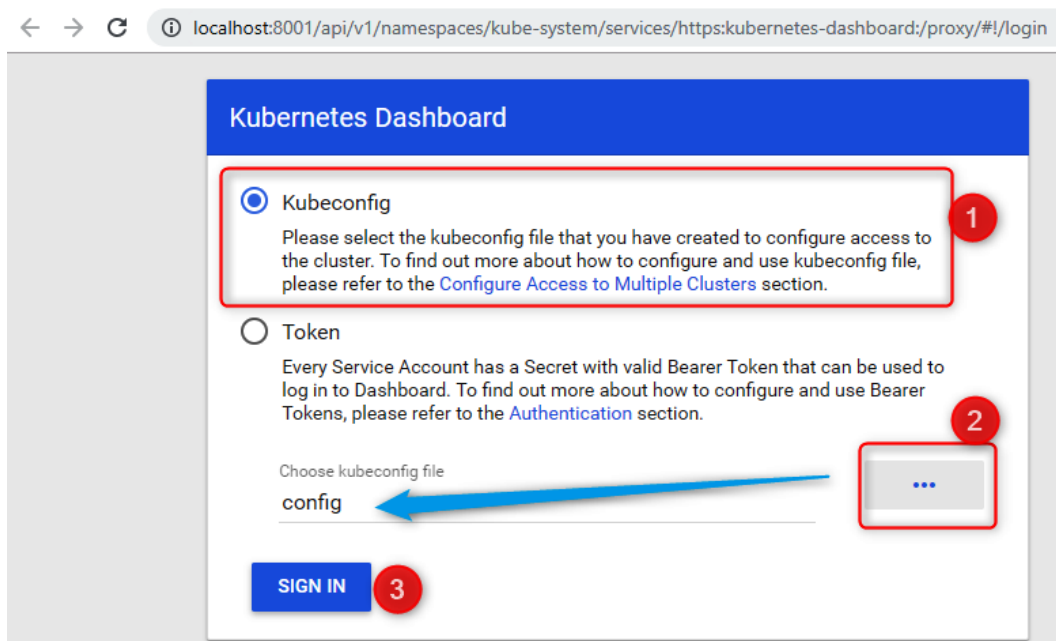 localhost:8001/api/v1/namespaces/kube-system/services/https:kubernetes-dashboard:/proxy/#!/login
Kubernetes Dashboard
Kubeconfig
1
Please select the kubeconfig file that you have created to configure access to
the cluster. To find out more about how to configure and use kubeconfig file,
please refer to the Configure Access to Multiple Clusters section.
Token
Every Service Account has a Secret with valid Bearer Token that can be used to
log in to Dashboard. To find out more about how to configure and use Bearer
Tokens, please refer to the Authentication section.
2
Choose kubeconfig file
config
...
SIGN IN
3